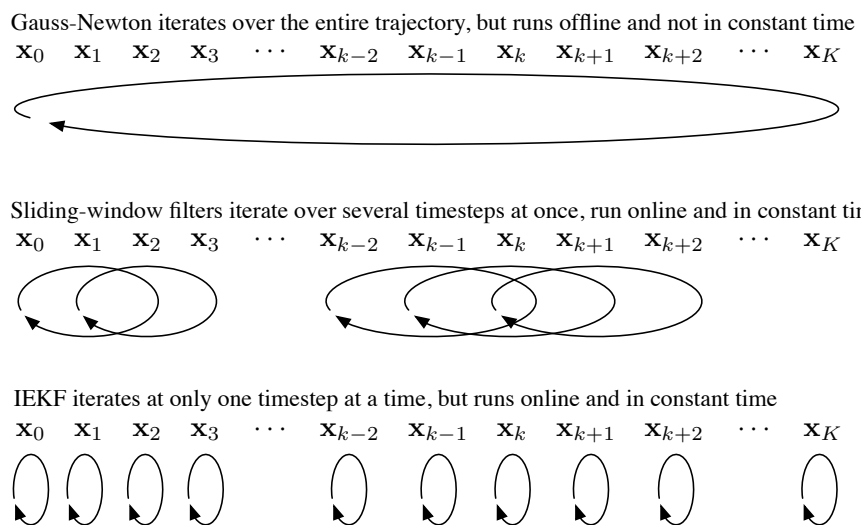 Gauss-Newton iterates over the entire trajectory, but runs offline and not in constant time
x₀ x₁ x₂ x₃ ⋯ xₖ₋₂ xₖ₋₁ xₖ xₖ₊₁ xₖ₊₂ ⋯ x_K
Sliding-window filters iterate over several timesteps at once, run online and in constant
x₀ x₁ x₂ x₃ ⋯ xₖ₋₂ xₖ₋₁ xₖ xₖ₊₁ xₖ₊₂ ⋯ x_K
IEKF iterates at only one timestep at a time, but runs online and in constant time
x₀ x₁ x₂ x₃ ⋯ xₖ₋₂ xₖ₋₁ xₖ xₖ₊₁ xₖ₊₂ ⋯ x_K